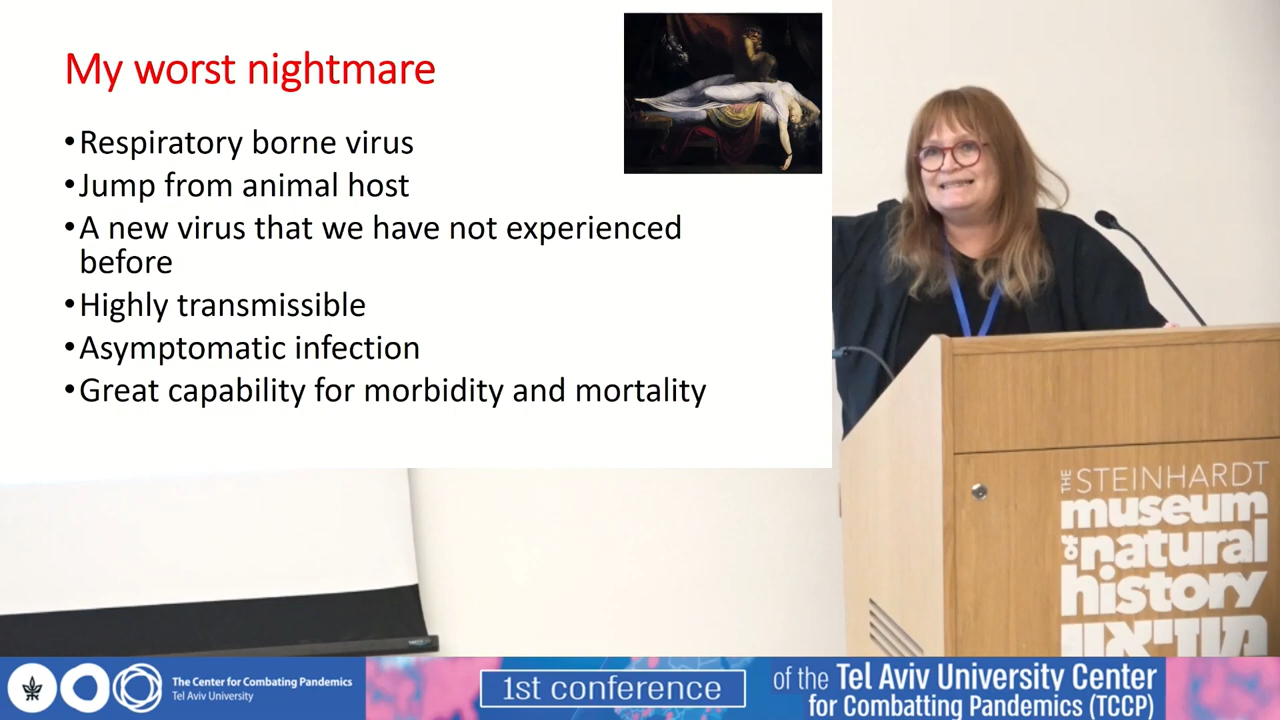 My worst nightmare
•Respiratory borne virus
•Jump from animal host
•A new virus that we have not experienced
before
•Highly transmissible
•Asymptomatic infection
•Great capability for morbidity and mortality
THE STEINHARDT
museum
of natural
history
מוזיאון
The Center for Combating Pandemics
Tel Aviv University
1st conference
of the Tel Aviv University Center
for Combatting Pandemics (TCCP)